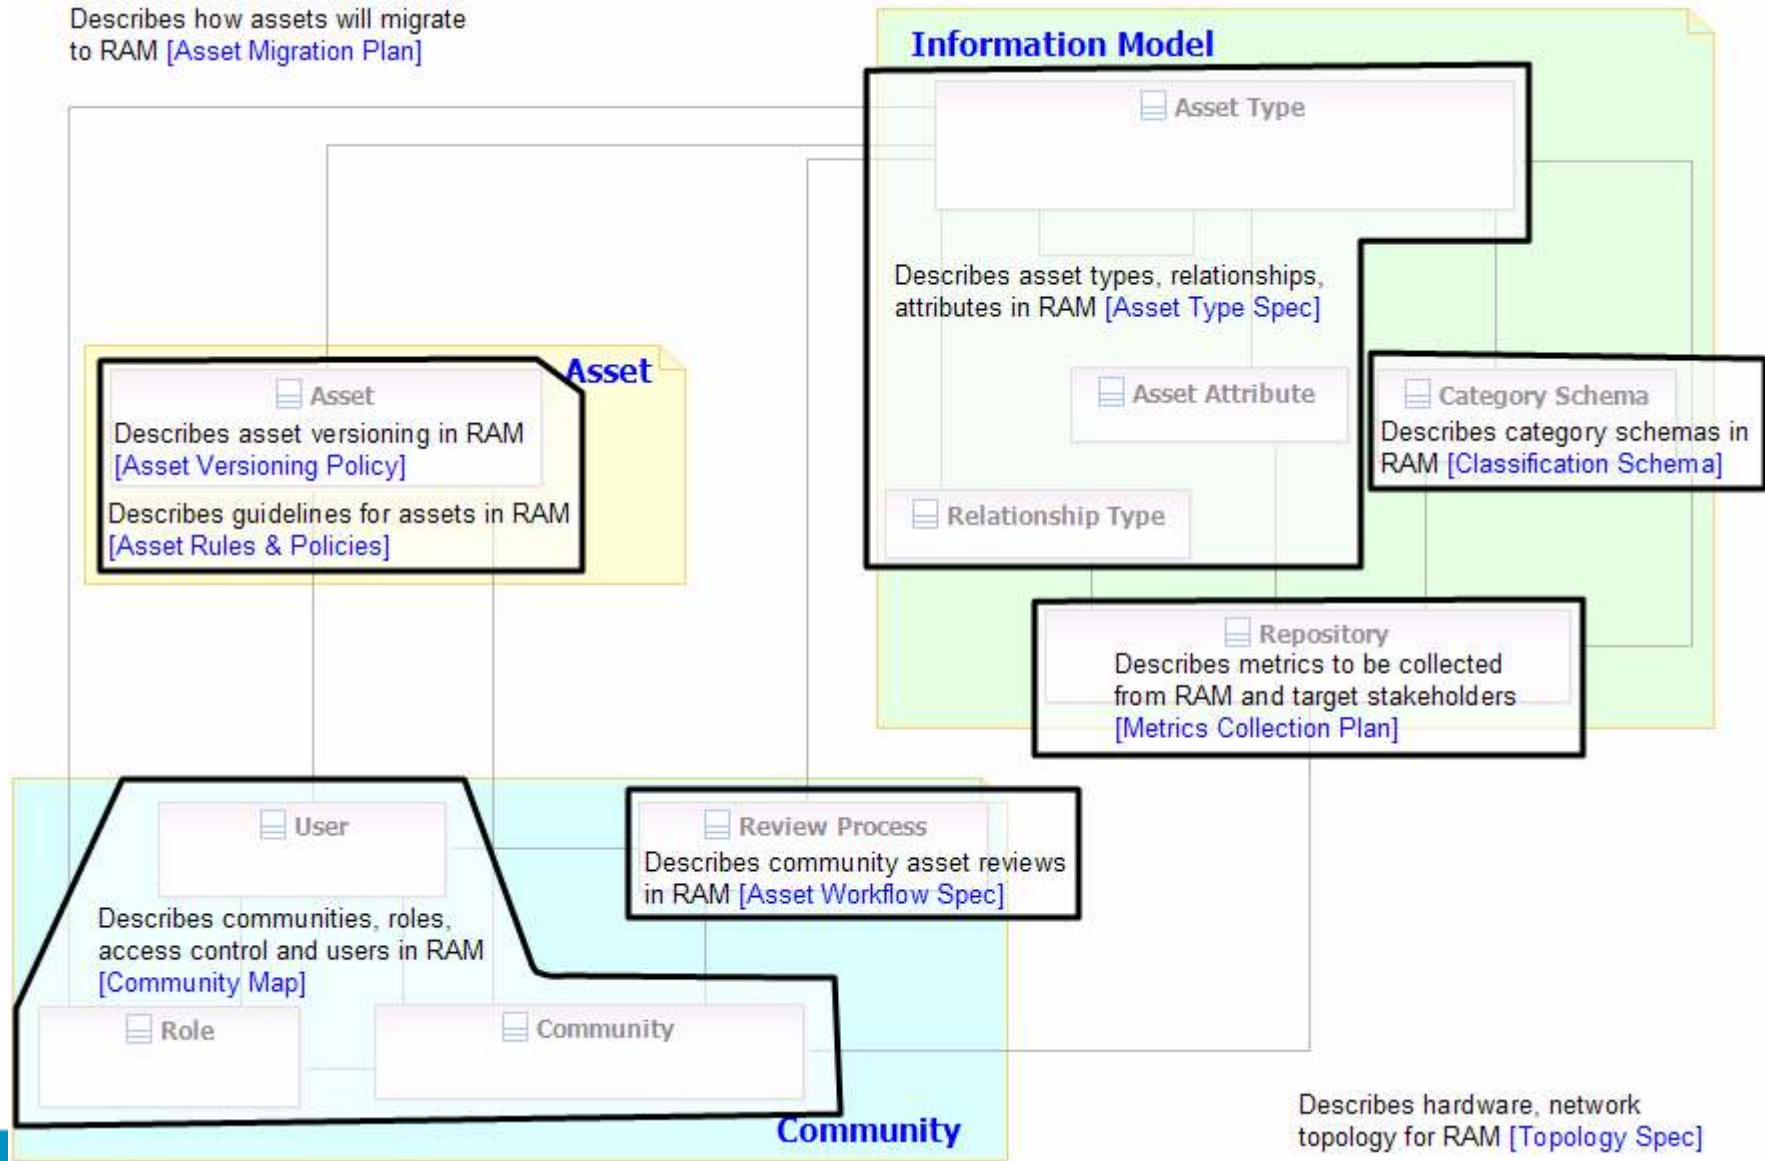 Describes how assets will migrate
to RAM [Asset Migration Plan]
Information Model
Asset Type
Describes asset types, relationships,
attributes in RAM [Asset Type Spec]
Asset
Asset
Describes asset versioning in RAM
[Asset Versioning Policy]
Describes guidelines for assets in RAM
[Asset Rules & Policies]
Asset Attribute
Category Schema
Describes category schemas in
RAM [Classification Schema]
Relationship Type
Repository
Describes metrics to be collected
from RAM and target stakeholders
[Metrics Collection Plan]
User
Review Process
Describes community asset reviews
in RAM [Asset Workflow Spec]
Describes communities, roles,
access control and users in RAM
[Community Map]
Role
Community
Community
Describes hardware, network
topology for RAM [Topology Spec]